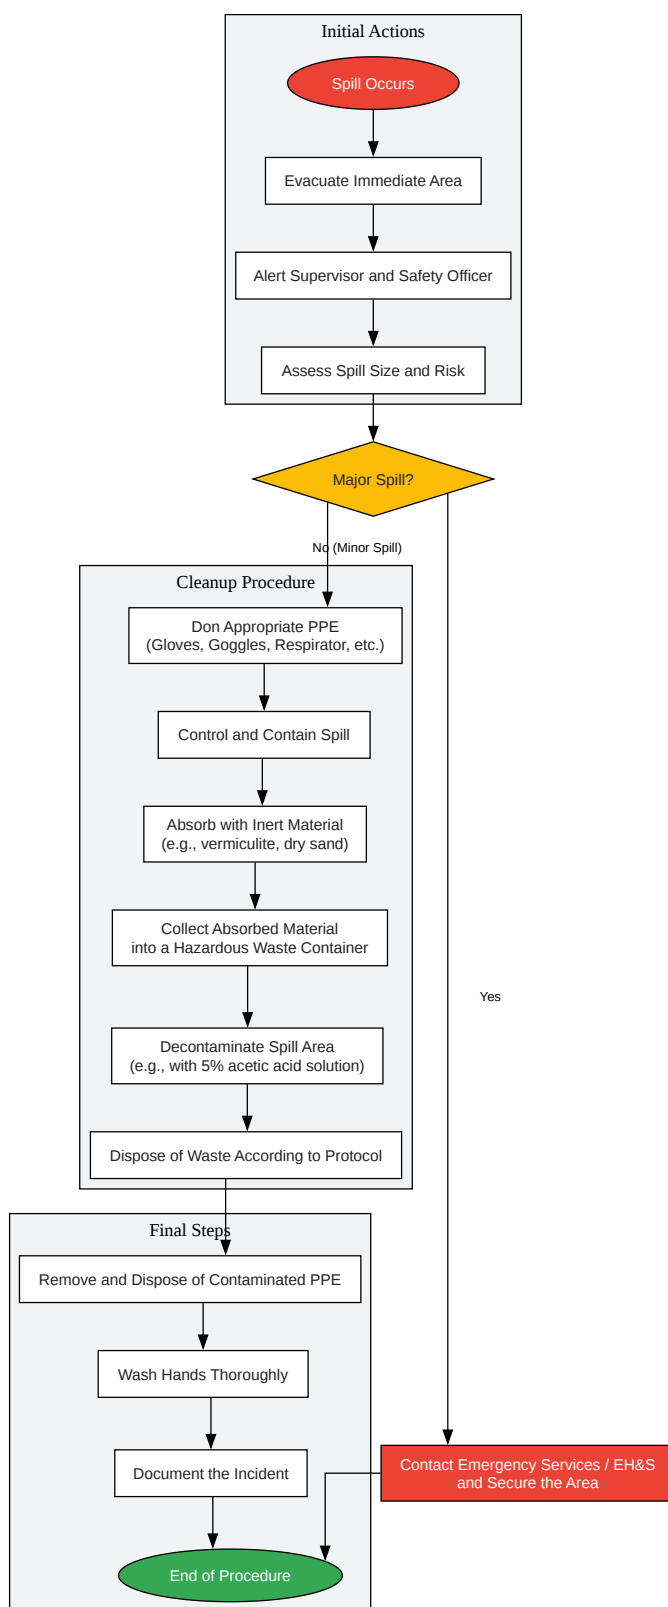 Initial Actions
Spill Occurs
Evacuate Immediate Area
Alert Supervisor and Safety Officer
Assess Spill Size and Risk
Major Spill?
No (Minor Spill)
Cleanup Procedure
Don Appropriate PPE
(Gloves, Goggles, Respirator, etc.)
Control and Contain Spill
Absorb with Inert Material
(e.g., vermiculite, dry sand)
Collect Absorbed Material
into a Hazardous Waste Container
Yes
Decontaminate Spill Area
(e.g., with 5% acetic acid solution)
Dispose of Waste According to Protocol
Final Steps
Remove and Dispose of Contaminated PPE
Wash Hands Thoroughly
Document the Incident
Contact Emergency Services / EH&S
and Secure the Area
End of Procedure